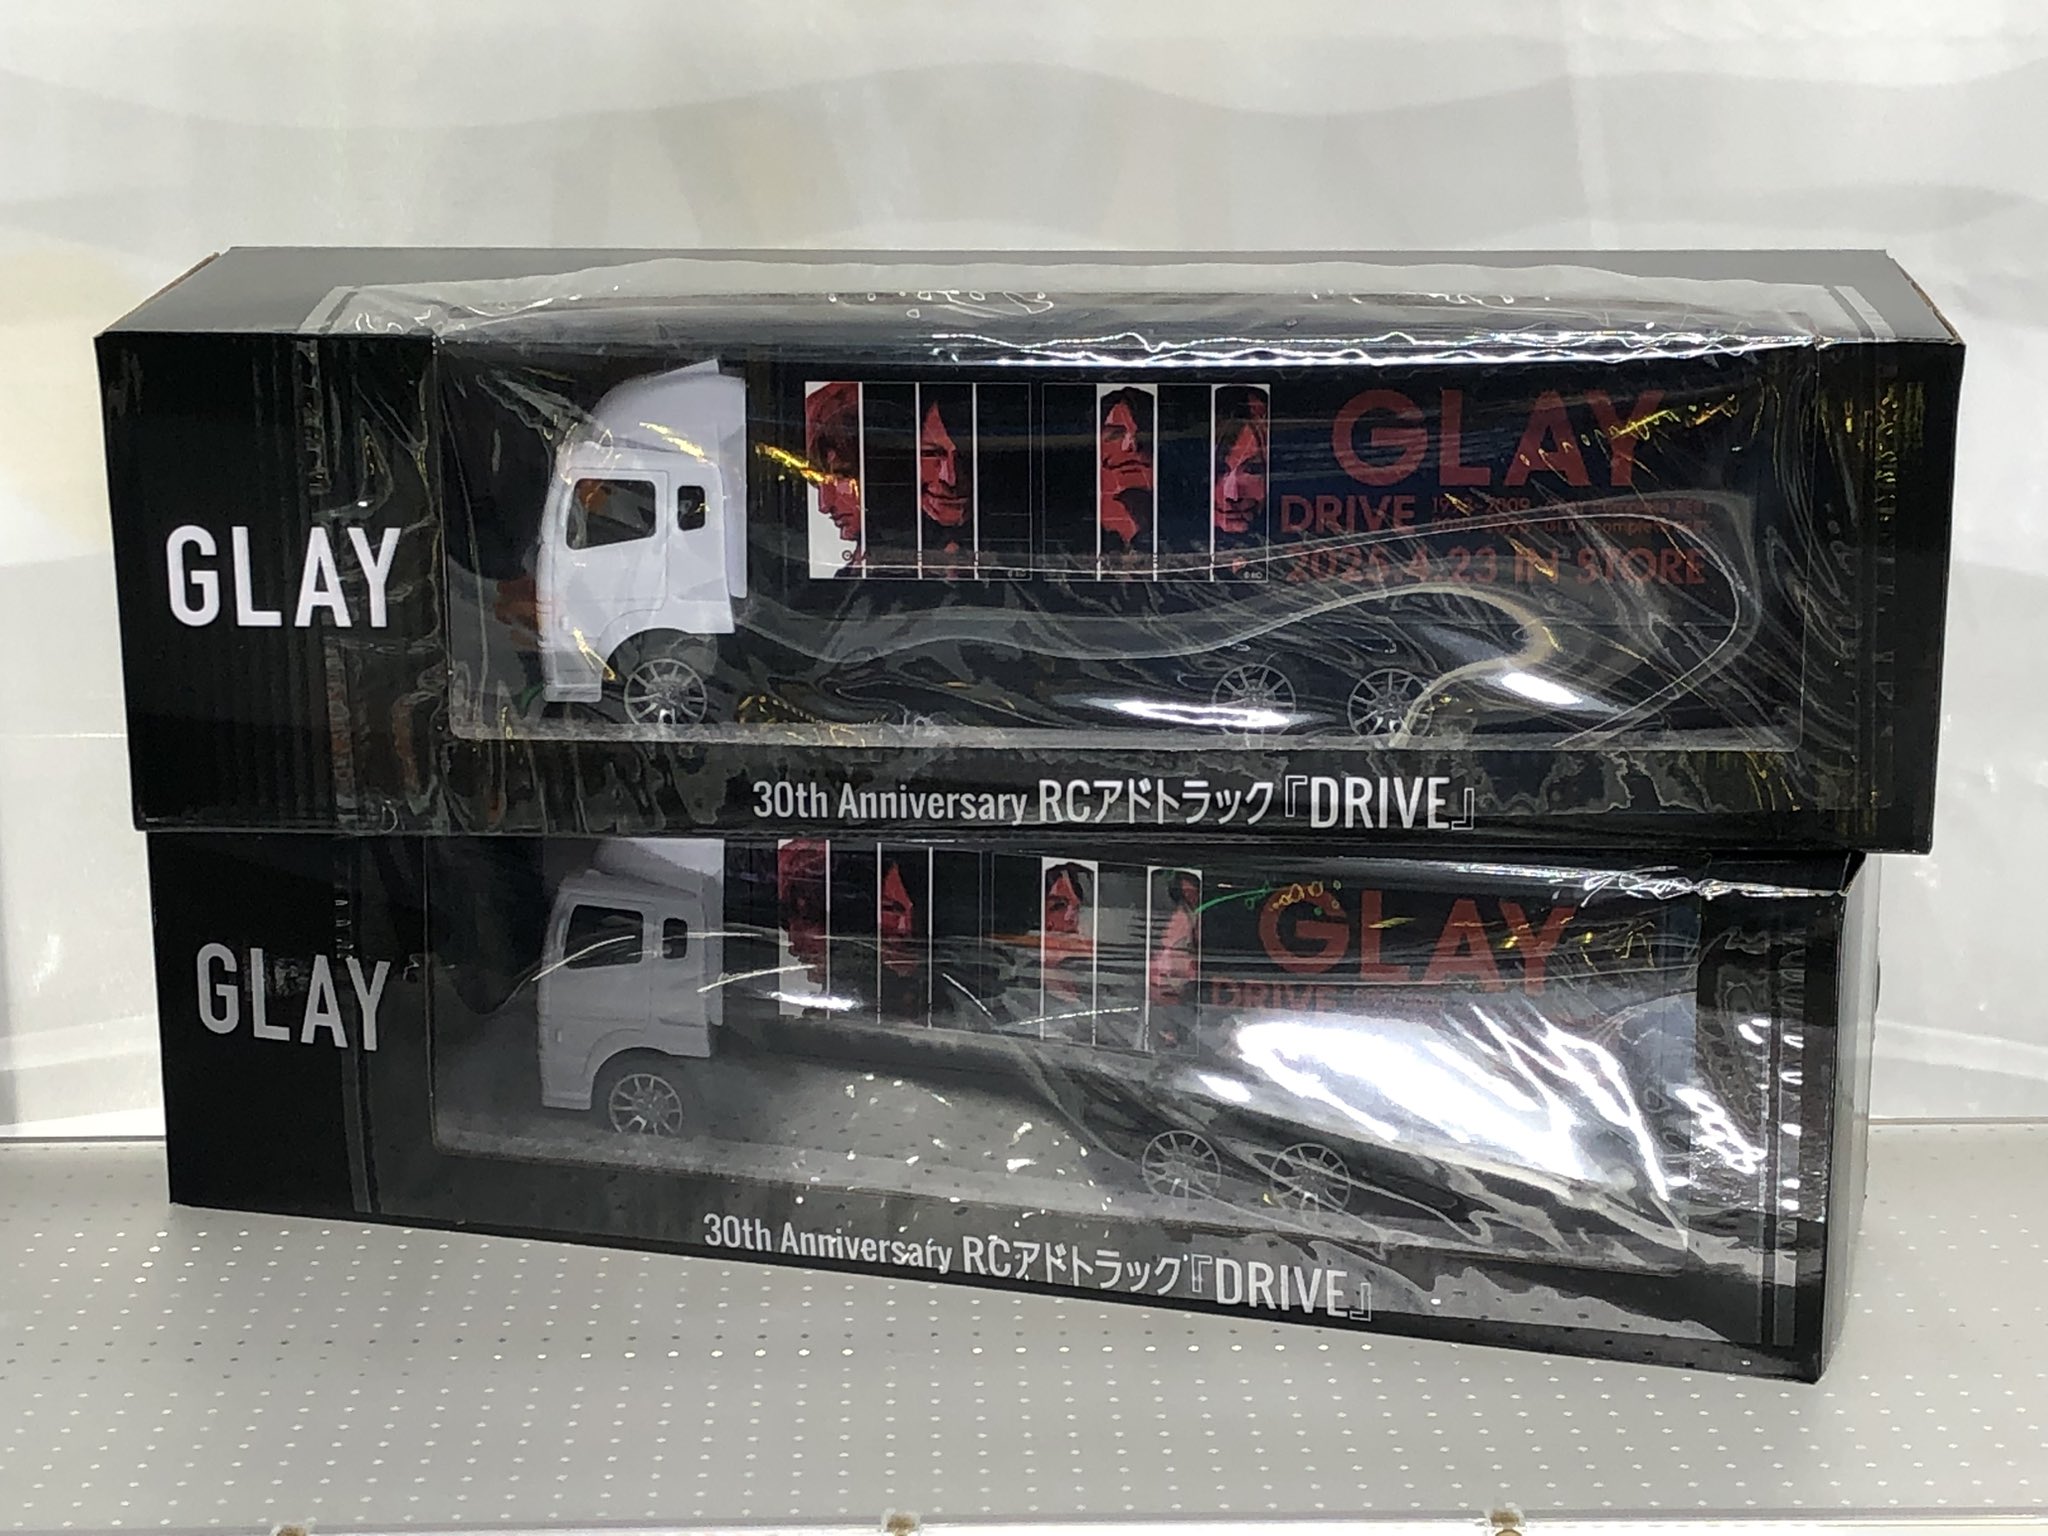 GLAY
GLAY
DRIVE
IN STORE
30th Anniversary RCアドトラック『DRIVE』
GLAY
GLAY
DRIVE
30th Anniversary RCアドトラック『DRIVE』